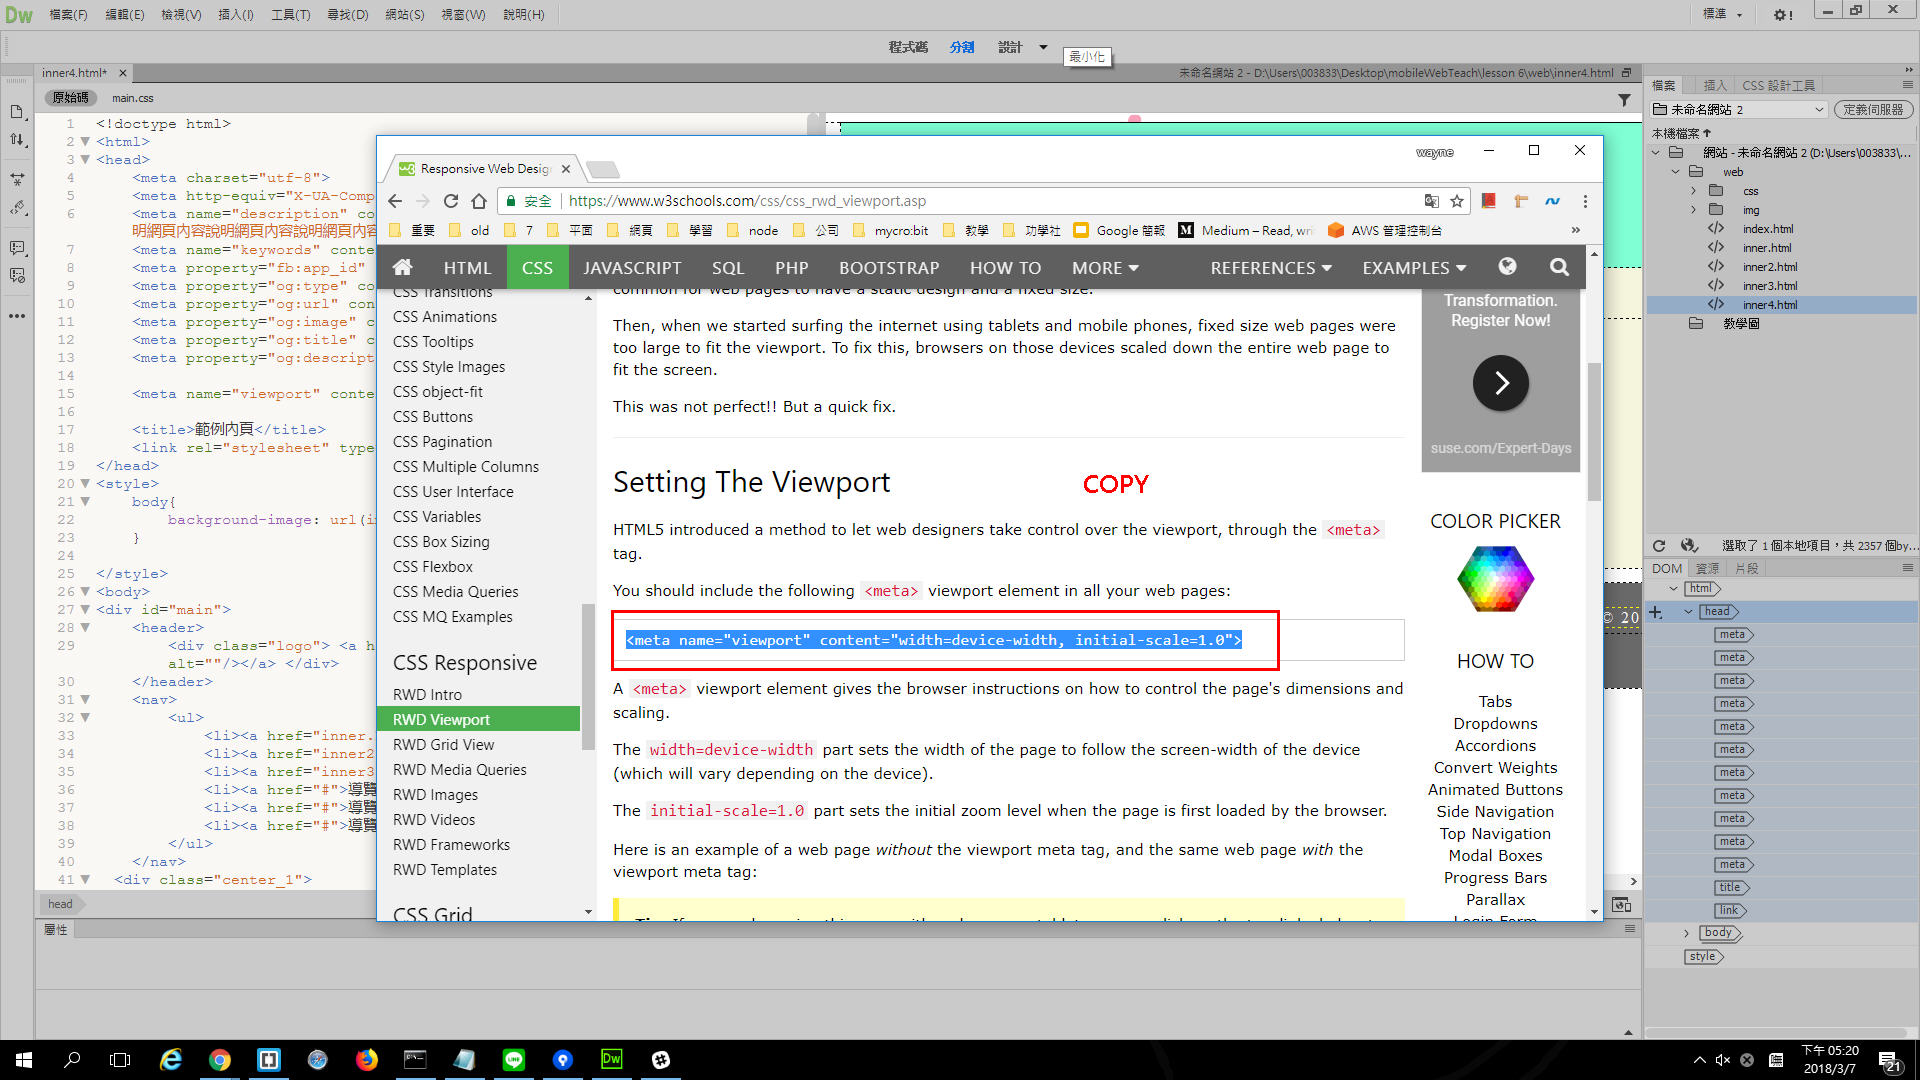 Dw 檔案(F) 編輯(E) 檢視(V) 插入(I) 工具(T) 尋找(D) 網站(S) 視窗(W) 說明(H) 標準
程式碼 分割 設計 最小化
inner4.html* 未命名網站 2 - D:\Users\003833\Desktop\mobileWebTeach\lesson 6\web\inner4.html
原始碼 main.css
1 <!doctype html>
2 <html>
3 <head>
4 <meta charset="utf-8">
5 <meta http-equiv="X-UA-Comp
6 <meta name="description" co
明網頁內容說明網頁內容說明網頁內容
7 <meta name="keywords" conte
8 <meta property="fb:app_id"
9 <meta property="og:type" co
10 <meta property="og:url" con
11 <meta property="og:image" c
12 <meta property="og:title" c
13 <meta property="og:descript
14
15 <meta name="viewport" conte
16
17 <title>範例內頁</title>
18 <link rel="stylesheet" type
19 </head>
20 <style>
21 body{
22 background-image: url(i
23 }
24
25 </style>
26 <body>
27 <div id="main">
28 <header>
29 <div class="logo"> <a h
alt=""/></a> </div>
30 </header>
31 <nav>
32 <ul>
33 <li><a href="inner.
34 <li><a href="inner2
35 <li><a href="inner3
36 <li><a href="#">導覽
37 <li><a href="#">導覽
38 <li><a href="#">導覽
39 </ul>
40 </nav>
41 <div class="center_1">
head
屬性
Responsive Web Desig
wayne
安全 https://www.w3schools.com/css/css_rwd_viewport.asp
重要 old 7 平面 網頁 學習 node 公司 mycro:bit 教學 功學社 Google 簡報 Medium – Read, wri AWS 管理控制台 »
HTML CSS JAVASCRIPT SQL PHP BOOTSTRAP HOW TO MORE REFERENCES EXAMPLES
CSS Transitions
CSS Animations
CSS Tooltips
CSS Style Images
CSS object-fit
CSS Buttons
CSS Pagination
CSS Multiple Columns
CSS User Interface
CSS Variables
CSS Box Sizing
CSS Flexbox
CSS Media Queries
CSS MQ Examples
CSS Responsive
RWD Intro
RWD Viewport
RWD Grid View
RWD Media Queries
RWD Images
RWD Videos
RWD Frameworks
RWD Templates
CSS Grid
common for web pages to have a static design and a fixed size.
Then, when we started surfing the internet using tablets and mobile phones, fixed size web pages were
too large to fit the viewport. To fix this, browsers on those devices scaled down the entire web page to
fit the screen.
This was not perfect!! But a quick fix.
Setting The Viewport
COPY
HTML5 introduced a method to let web designers take control over the viewport, through the <meta>
tag.
You should include the following <meta> viewport element in all your web pages:
<meta name="viewport" content="width=device-width, initial-scale=1.0">
A <meta> viewport element gives the browser instructions on how to control the page's dimensions and
scaling.
The width=device-width part sets the width of the page to follow the screen-width of the device
(which will vary depending on the device).
The initial-scale=1.0 part sets the initial zoom level when the page is first loaded by the browser.
Here is an example of a web page without the viewport meta tag, and the same web page with the
viewport meta tag:
Transformation.
Register Now!
suse.com/Expert-Days
COLOR PICKER
HOW TO
Tabs
Dropdowns
Accordions
Convert Weights
Animated Buttons
Side Navigation
Top Navigation
Modal Boxes
Progress Bars
Parallax
Login Form
© 20
檔案 插入 CSS 設計工具
未命名網站 2 定義伺服器
本機檔案
網站 - 未命名網站 2 (D:\Users\003833\...
web
css
img
index.html
inner.html
inner2.html
inner3.html
inner4.html
教學圖
選取了 1 個本地項目，共 2357 個by...
DOM 資源 片段
html
head
meta
meta
meta
meta
meta
meta
meta
meta
meta
meta
meta
title
link
body
style
下午 05:20
2018/3/7
21